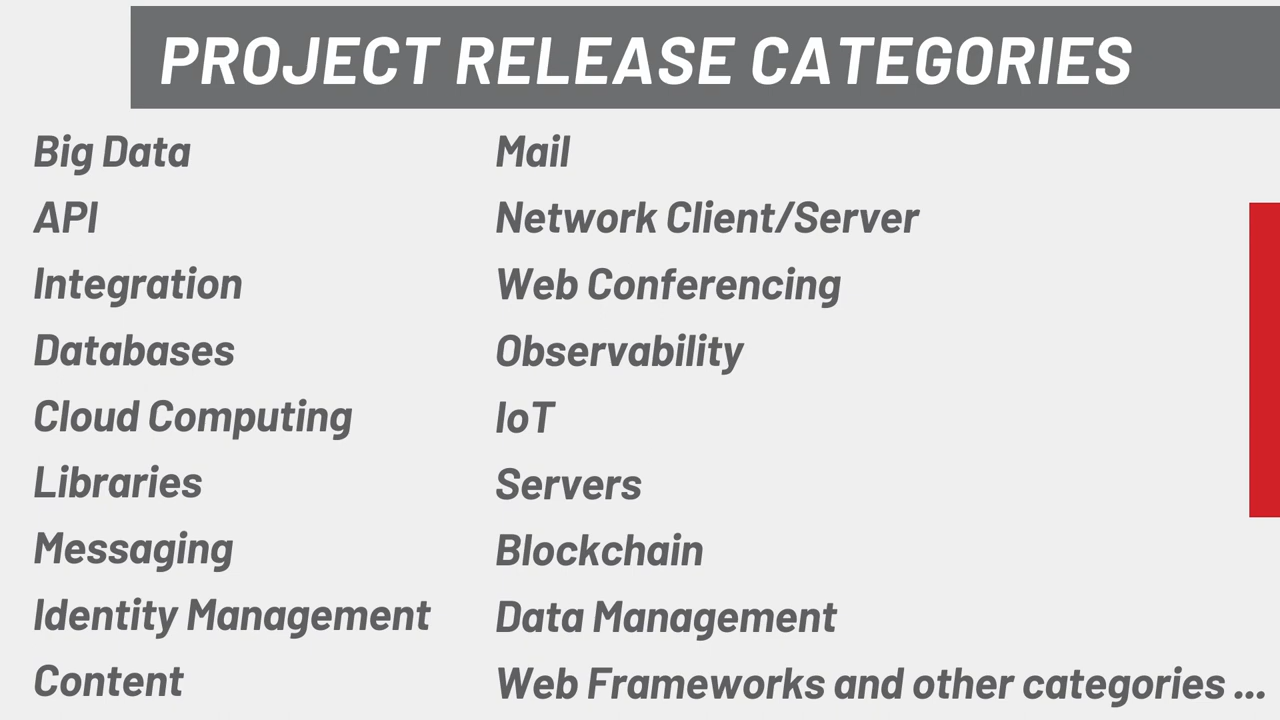 PROJECT RELEASE CATEGORIES
Big Data
API
Integration
Databases
Cloud Computing
Libraries
Messaging
Identity Management
Content
Mail
Network Client/Server
Web Conferencing
Observability
IoT
Servers
Blockchain
Data Management
Web Frameworks and other categories ...